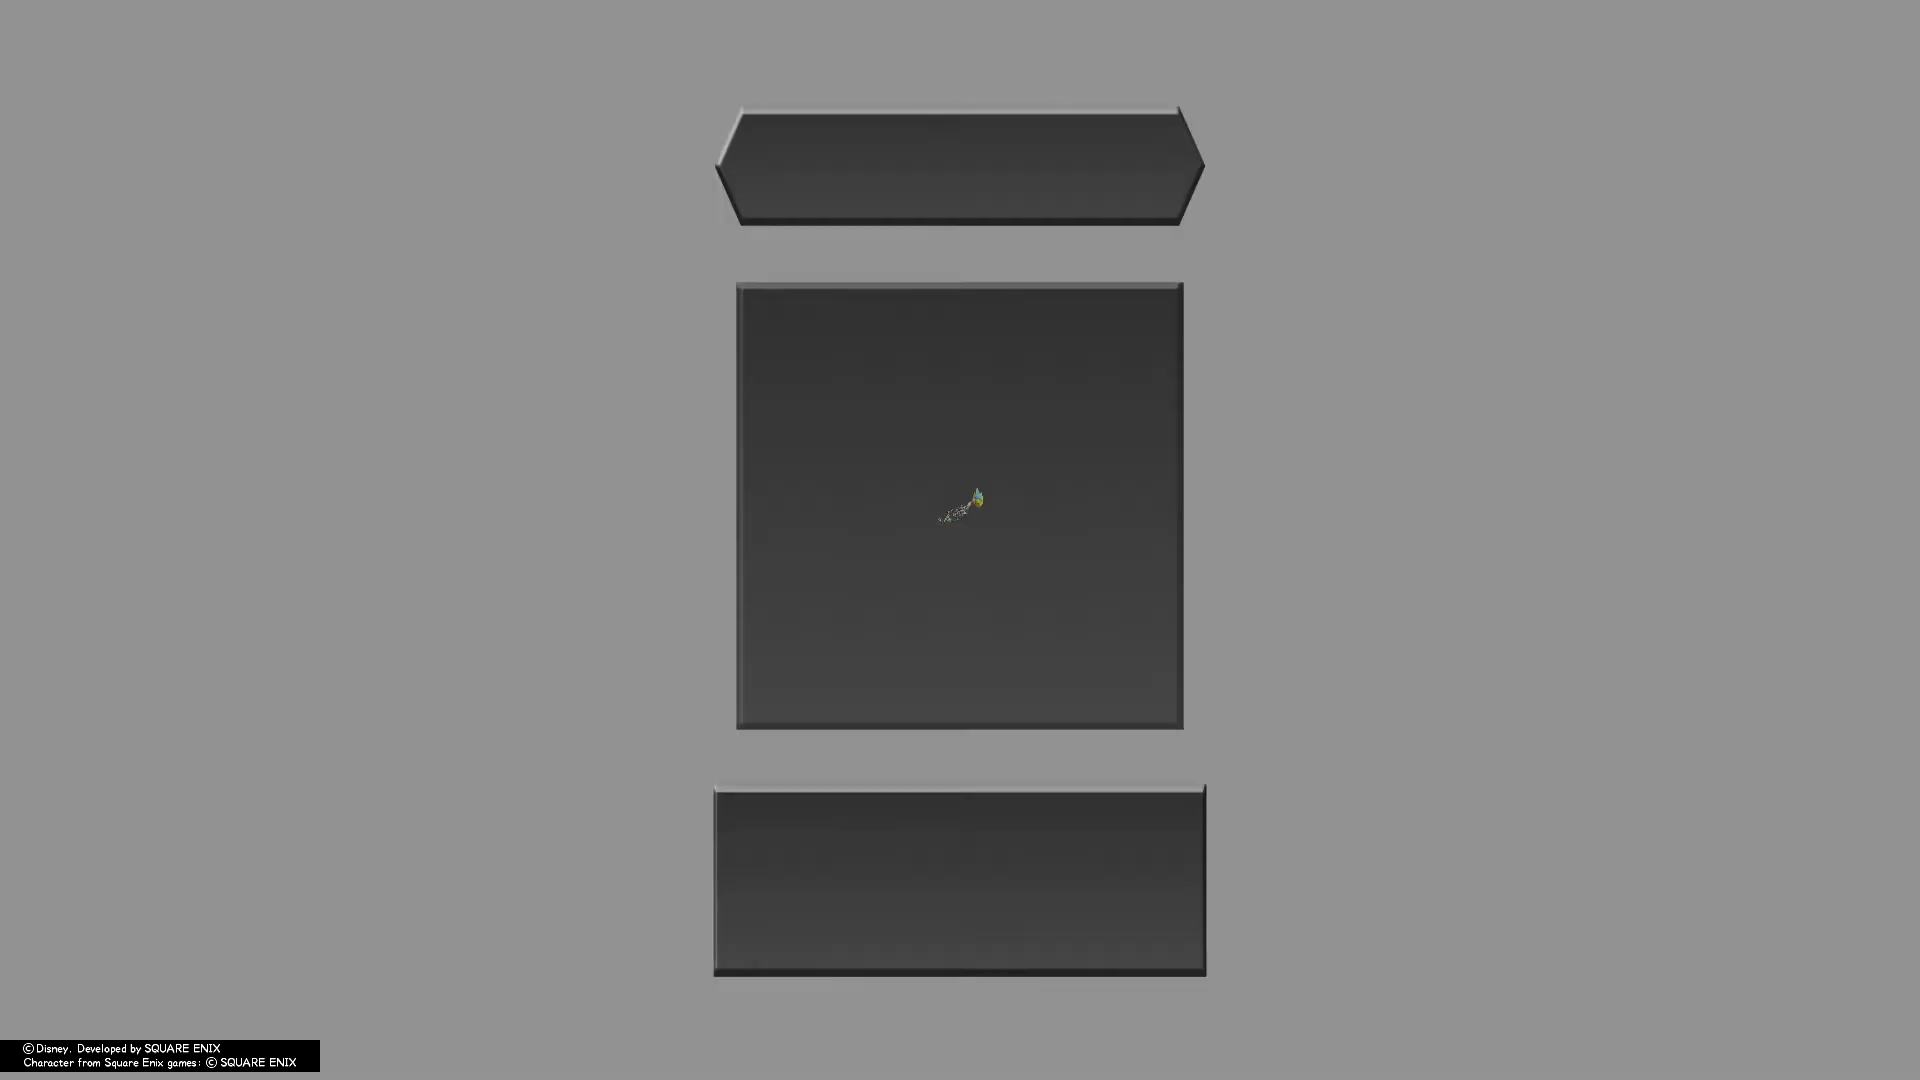 ©Disney. Developed by SQUARE ENIX
Character from Square Enix games: © SQUARE ENIX